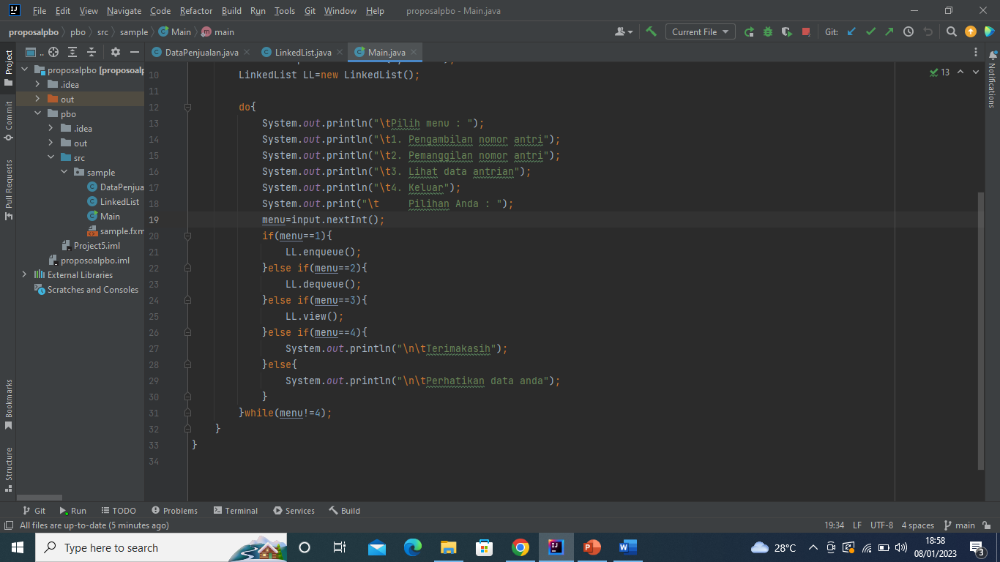 File Edit View Navigate Code Refactor Build Run Tools Git Window Help proposalpbo - Main.java
proposalpbo pbo src sample Main main Current File Git:
.. DataPenjualan.java LinkedList.java Main.java
Project
Commit
Pull Requests
Bookmarks
Structure
proposalpbo [proposoalp
.idea
out
pbo
.idea
out
src
sample
DataPenjua
LinkedList
Main
sample.fxm
Project5.iml
proposoalpbo.iml
External Libraries
Scratches and Consoles
13
Notifications
10 LinkedList LL=new LinkedList();
11
12 do{
13 System.out.println("\tPilih menu : ");
14 System.out.println("\t1. Pengambilan nomor antri");
15 System.out.println("\t2. Pemanggilan nomor antri");
16 System.out.println("\t3. Lihat data antrian");
17 System.out.println("\t4. Keluar");
18 System.out.print("\t     Pilihan Anda : ");
19 menu=input.nextInt();
20 if(menu==1){
21 LL.enqueue();
22 }else if(menu==2){
23 LL.dequeue();
24 }else if(menu==3){
25 LL.view();
26 }else if(menu==4){
27 System.out.println("\n\tTerimakasih");
28 }else{
29 System.out.println("\n\tPerhatikan data anda");
30 }
31 }while(menu!=4);
32 }
33 }
34
Git Run TODO Problems Terminal Services Build
All files are up-to-date (5 minutes ago) 19:34 LF UTF-8 4 spaces main
Type here to search 28°C 18:58
08/01/2023 3